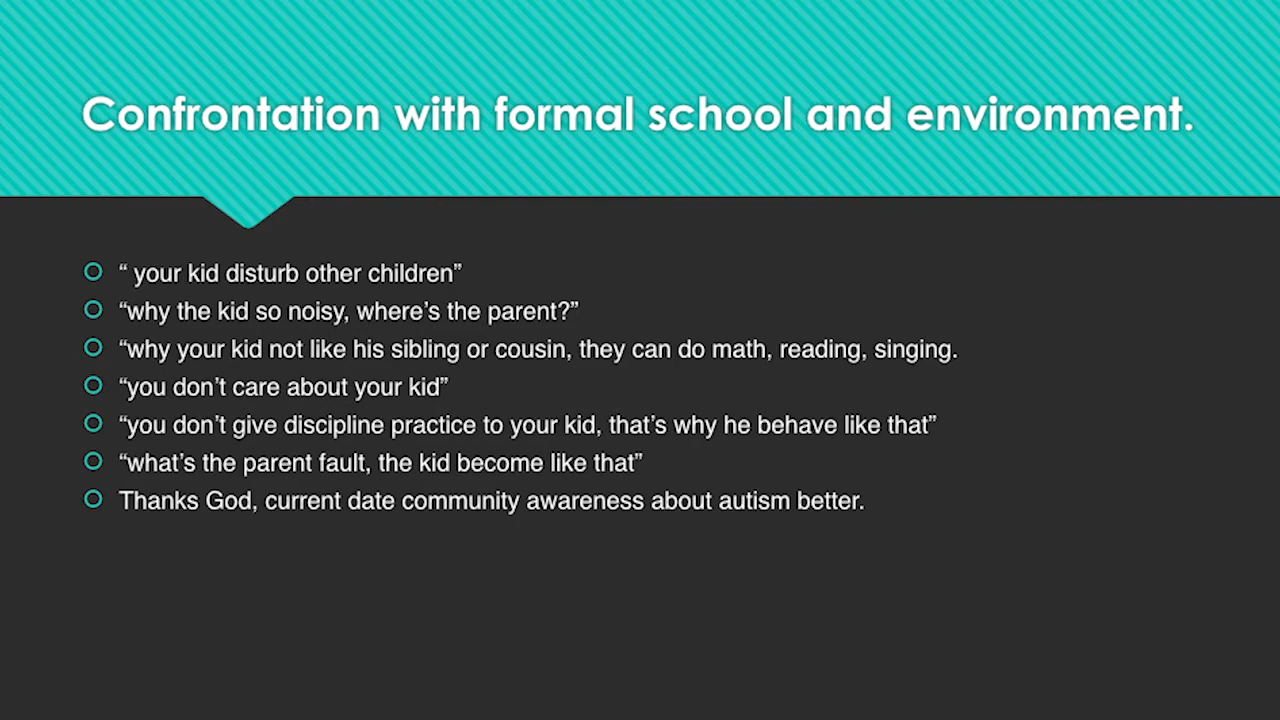 Confrontation with formal school and environment.
“ your kid disturb other children”
“why the kid so noisy, where’s the parent?”
“why your kid not like his sibling or cousin, they can do math, reading, singing.
“you don’t care about your kid”
“you don’t give discipline practice to your kid, that’s why he behave like that”
“what’s the parent fault, the kid become like that”
Thanks God, current date community awareness about autism better.